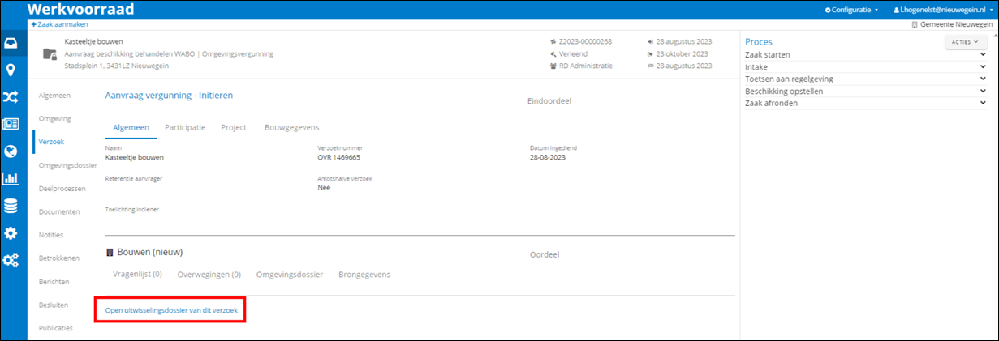 Werkvoorraad
Configuratie
l.hogenelst@nieuwegein.nl
+ Zaak aanmaken
Gemeente Nieuwegein
Kasteeltje bouwen
Aanvraag beschikking behandelen WABO | Omgevingsvergunning
Stadsplein 1, 3431LZ Nieuwegein
Z2023-00000268
28 augustus 2023
Verleend
23 oktober 2023
RD Administratie
28 augustus 2023
Proces
ACTIES
Zaak starten
Intake
Toetsen aan regelgeving
Beschikking opstellen
Zaak afronden
Algemeen
Omgeving
Verzoek
Omgevingsdossier
Deelprocessen
Documenten
Notities
Betrokkenen
Berichten
Besluiten
Publicaties
Aanvraag vergunning - Initieren
Eindoordeel
Algemeen Participatie Project Bouwgegevens
Naam
Kasteeltje bouwen
Verzoeknummer
OVR 1469665
Datum ingediend
28-08-2023
Referentie aanvrager
Ambtshalve verzoek
Nee
Toelichting indiener
Bouwen (nieuw)
Oordeel
Vragenlijst (0) Overwegingen (0) Omgevingsdossier Brongegevens
Open uitwisselingsdossier van dit verzoek